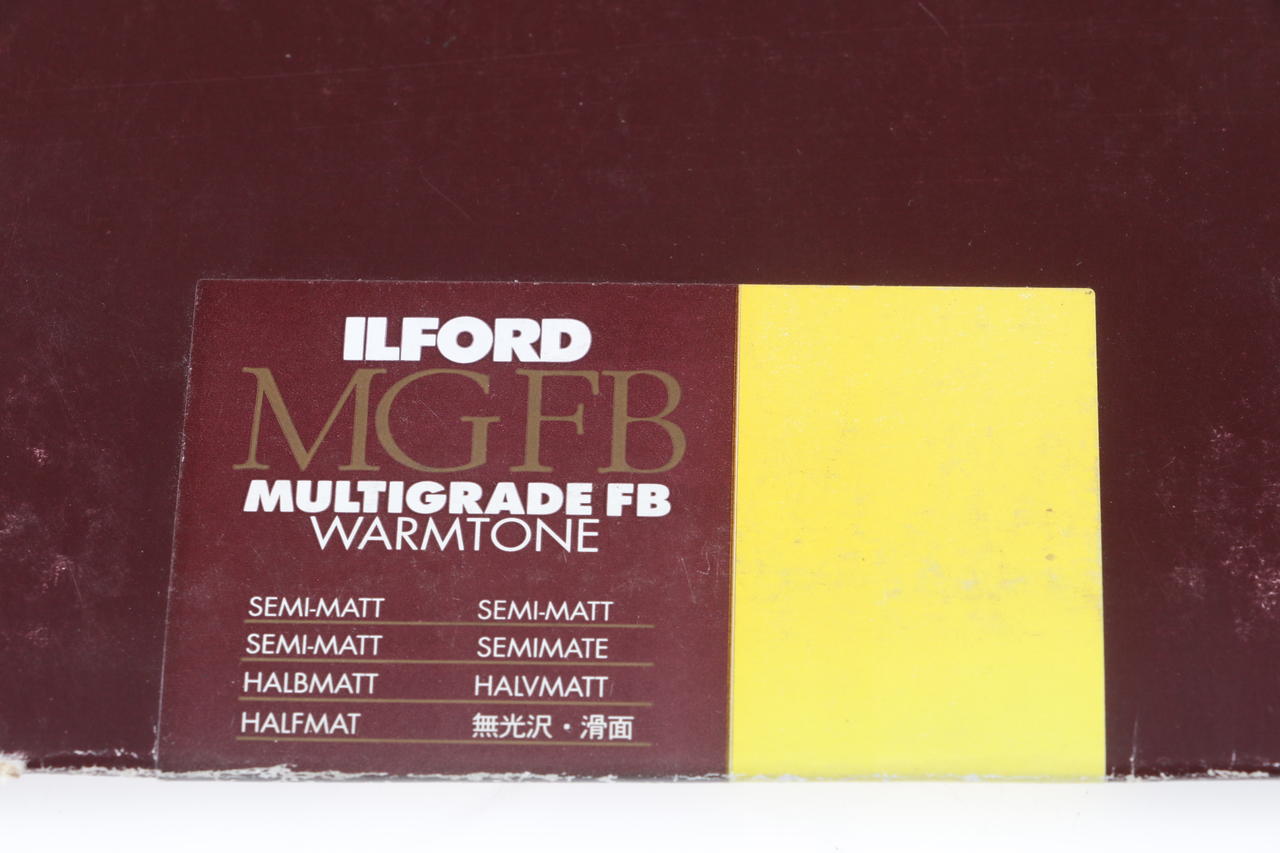 ILFORD
MGFB
MULTIGRADE FB
WARMTONE
SEMI-MATT SEMI-MATT
SEMI-MATT SEMIMATE
HALBMATT HALVMATT
HALFMAT 無光沢・滑面